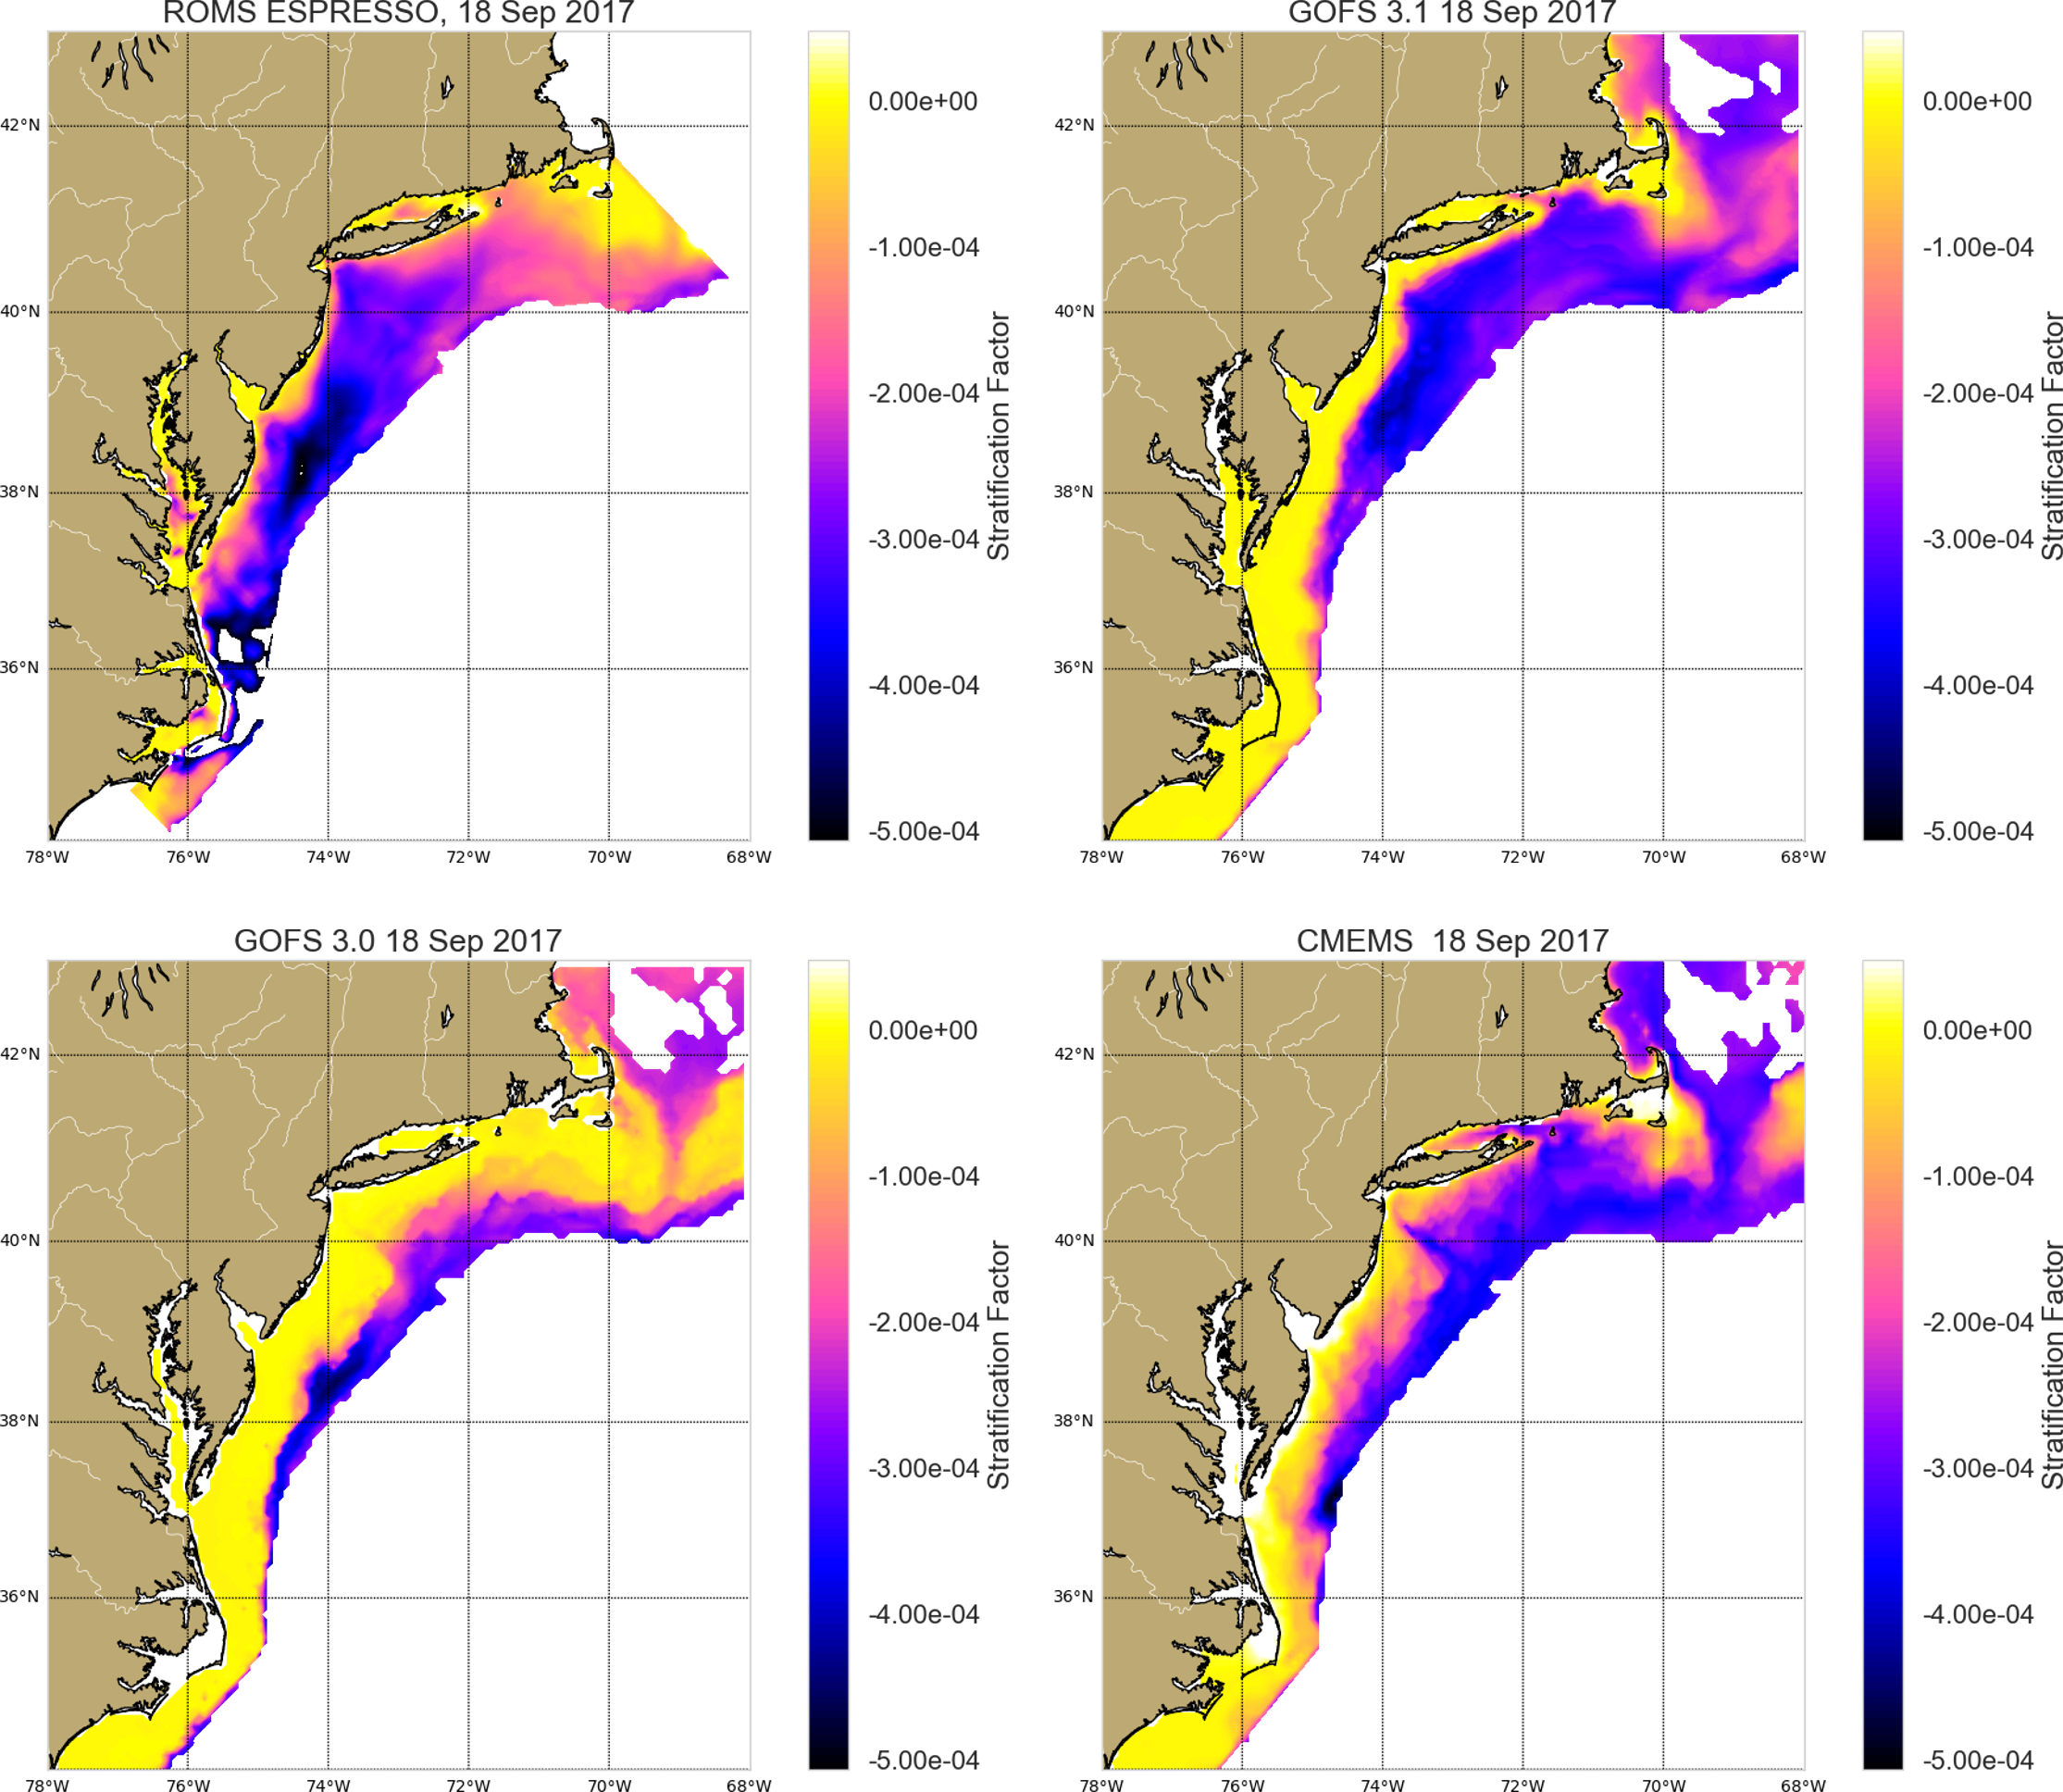 ROMS ESPRESSO, 18 Sep 2017
42°N
40°N
38°N
36°N
78°W 76°W 74°W 72°W 70°W 68°W
0.00e+00
-1.00e-04
-2.00e-04
-3.00e-04
-4.00e-04
-5.00e-04
Stratification Factor
GOFS 3.1 18 Sep 2017
42°N
40°N
38°N
36°N
78°W 76°W 74°W 72°W 70°W 68°W
0.00e+00
-1.00e-04
-2.00e-04
-3.00e-04
-4.00e-04
-5.00e-04
Stratification Factor
GOFS 3.0 18 Sep 2017
42°N
40°N
38°N
36°N
78°W 76°W 74°W 72°W 70°W 68°W
0.00e+00
-1.00e-04
-2.00e-04
-3.00e-04
-4.00e-04
-5.00e-04
Stratification Factor
CMEMS  18 Sep 2017
42°N
40°N
38°N
36°N
78°W 76°W 74°W 72°W 70°W 68°W
0.00e+00
-1.00e-04
-2.00e-04
-3.00e-04
-4.00e-04
-5.00e-04
Stratification Factor